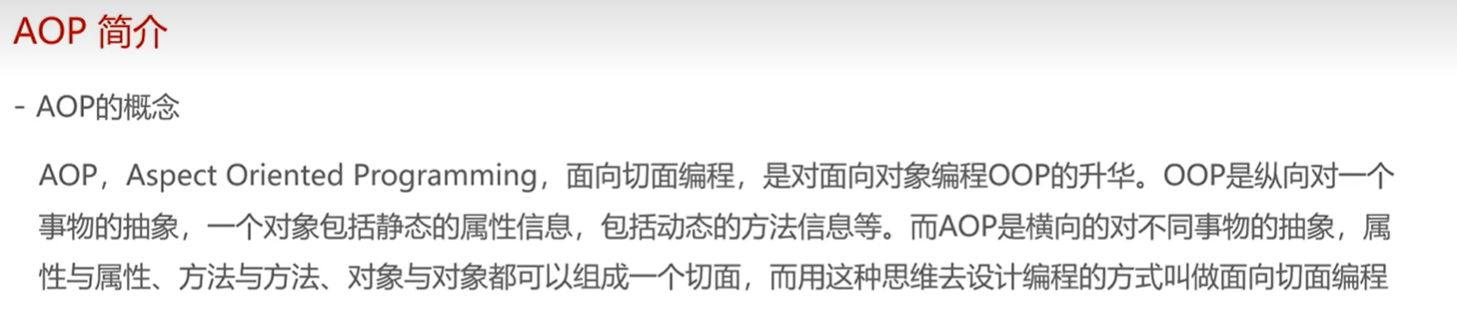 AOP 简介
- AOP的概念
AOP，Aspect Oriented Programming，面向切面编程，是对面向对象编程OOP的升华。OOP是纵向对一个
事物的抽象，一个对象包括静态的属性信息，包括动态的方法信息等。而AOP是横向的对不同事物的抽象，属
性与属性、方法与方法、对象与对象都可以组成一个切面，而用这种思维去设计编程的方式叫做面向切面编程